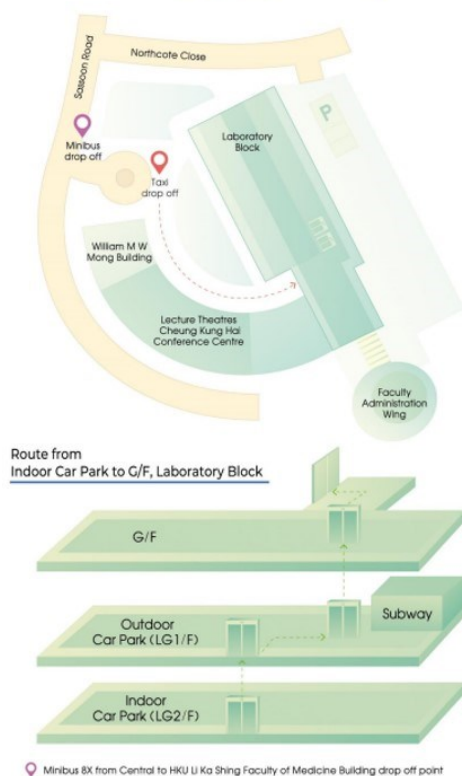 Northcote Close
Sassoon Road
P
Laboratory
Block
Minibus
drop off
Taxi
drop off
William M W
Mong Building
Lecture Theatres
Cheung Kung Hai
Conference Centre
Faculty
Administration
Wing
Route from
Indoor Car Park to G/F, Laboratory Block
G/F
Outdoor
Car Park (LG1/F)
Subway
Indoor
Car Park (LG2/F)
Minibus 8X from Central to HKU Li Ka Shing Faculty of Medicine Building drop off point